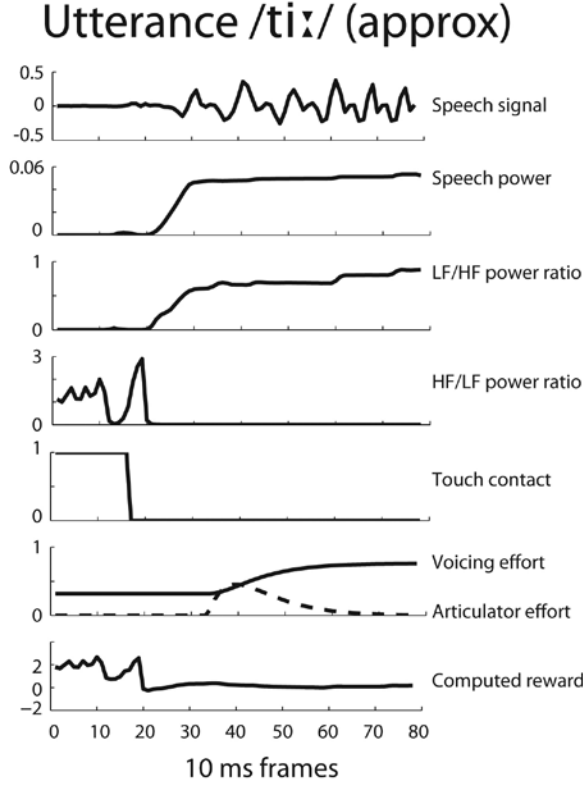 Utterance /tiː/ (approx)
0.5
0
-0.5
Speech signal
0.06
0
Speech power
1
0
LF/HF power ratio
3
0
HF/LF power ratio
1
0
Touch contact
1
0
Voicing effort
Articulator effort
2
0
−2
Computed reward
0 10 20 30 40 50 60 70 80
10 ms frames